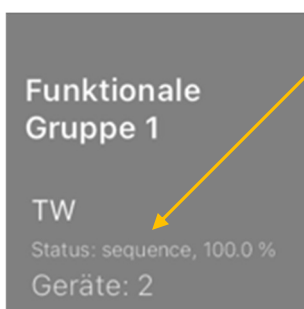 Funktionale
Gruppe 1
TW
Status: sequence, 100.0 %
Geräte: 2